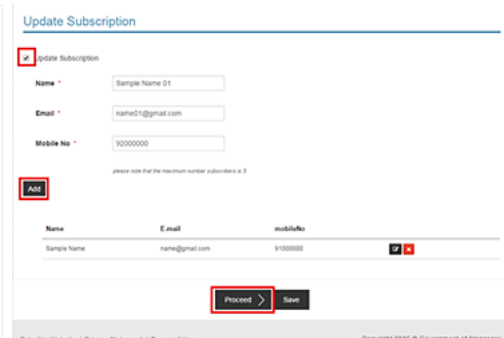 Update Subscription
Update Subscription
Name *
Sample Name 01
Email *
name01@gmail.com
Mobile No *
92000000
please note that the maximum number subscribers is 5
Add
Name E.mail mobileNo
Sample Name name@gmail.com 91000000
Proceed Save